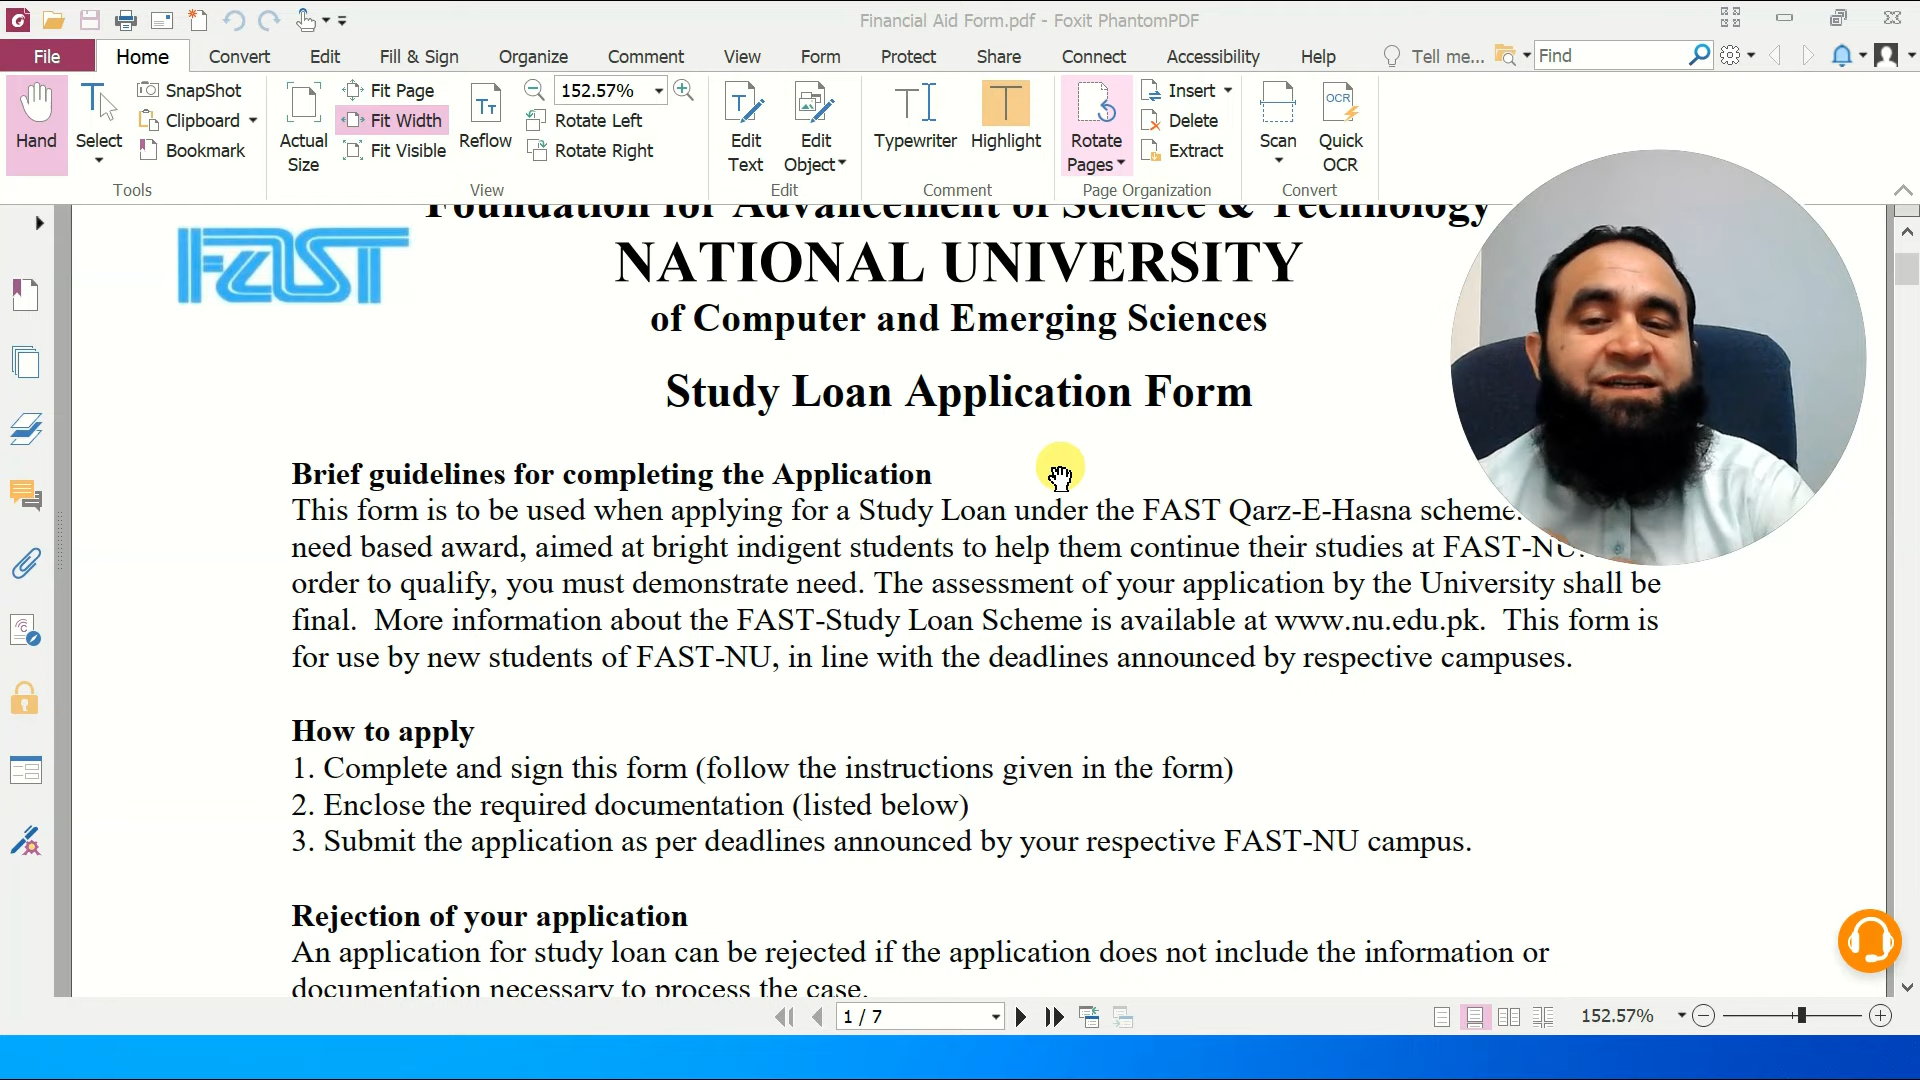 Financial Aid Form.pdf - Foxit PhantomPDF
File Home Convert Edit Fill & Sign Organize Comment View Form Protect Share Connect Accessibility Help Tell me... Find
Hand
Select
SnapShot
Clipboard
Bookmark
Tools
Actual Size
Fit Page
Fit Width
Fit Visible
Reflow
152.57%
Rotate Left
Rotate Right
View
Edit Text
Edit Object
Edit
Typewriter
Highlight
Comment
Rotate Pages
Insert
Delete
Extract
Page Organization
Scan
OCR
Quick OCR
Convert
Foundation for Advancement of Science & Technology
FAST
NATIONAL UNIVERSITY
of Computer and Emerging Sciences
Study Loan Application Form
Brief guidelines for completing the Application
This form is to be used when applying for a Study Loan under the FAST Qarz-E-Hasna scheme.
need based award, aimed at bright indigent students to help them continue their studies at FAST-NU.
order to qualify, you must demonstrate need. The assessment of your application by the University shall be
final. More information about the FAST-Study Loan Scheme is available at www.nu.edu.pk. This form is
for use by new students of FAST-NU, in line with the deadlines announced by respective campuses.
How to apply
1. Complete and sign this form (follow the instructions given in the form)
2. Enclose the required documentation (listed below)
3. Submit the application as per deadlines announced by your respective FAST-NU campus.
Rejection of your application
An application for study loan can be rejected if the application does not include the information or
documentation necessary to process the case.
1 / 7
152.57%